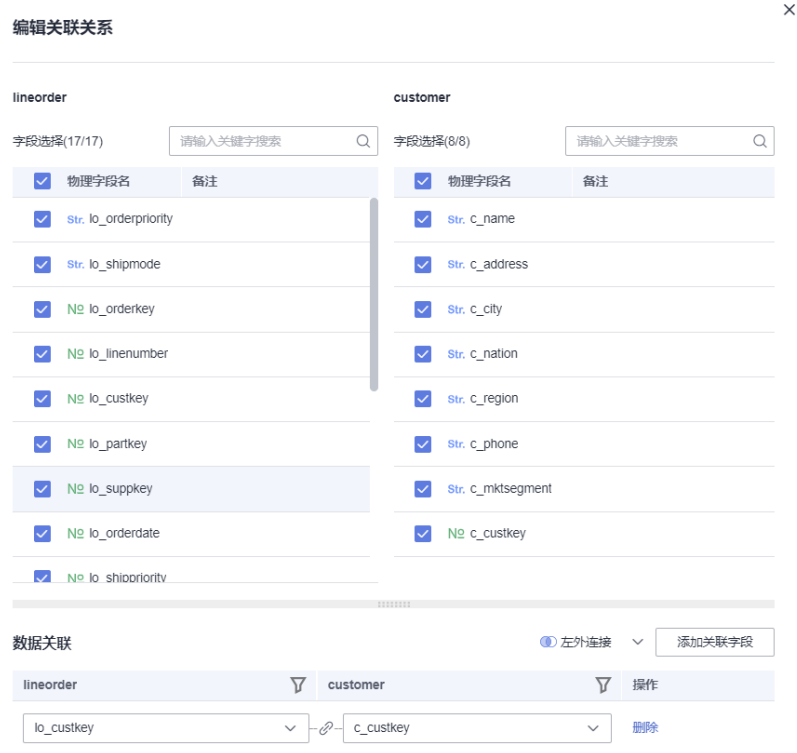 编辑关联关系
lineorder
字段选择(17/17)
请输入关键字搜索
物理字段名 备注
Str. lo_orderpriority
Str. lo_shipmode
№ lo_orderkey
№ lo_linenumber
№ lo_custkey
№ lo_partkey
№ lo_suppkey
№ lo_orderdate
№ lo_shippriority
customer
字段选择(8/8)
请输入关键字搜索
物理字段名 备注
Str. c_name
Str. c_address
Str. c_city
Str. c_nation
Str. c_region
Str. c_phone
Str. c_mktsegment
№ c_custkey
数据关联
左外连接
添加关联字段
lineorder customer 操作
lo_custkey c_custkey 删除